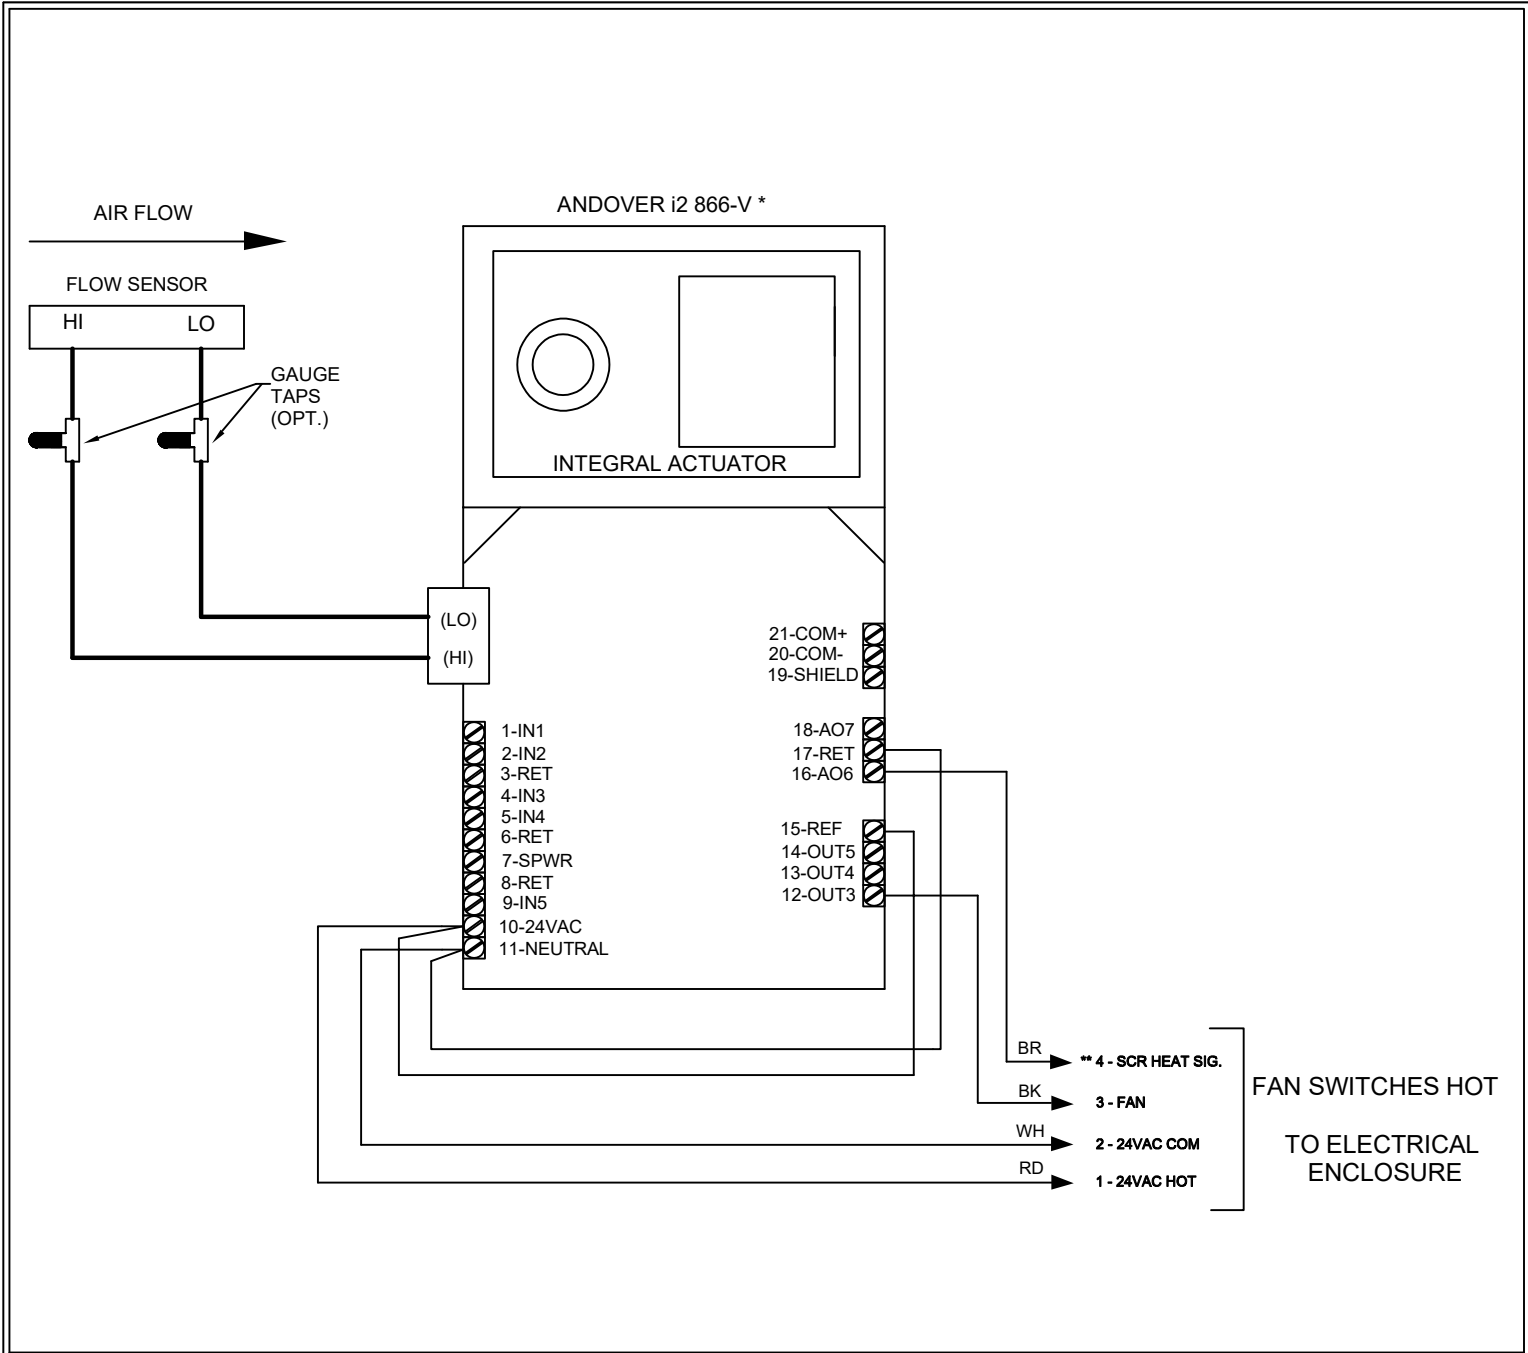 ANDOVER i2 866-V *
AIR FLOW
FLOW SENSOR
HI
LO
GAUGE
TAPS
(OPT.)
INTEGRAL ACTUATOR
(LO)
(HI)
21-COM+
20-COM-
19-SHIELD
1-IN1
2-IN2
3-RET
4-IN3
5-IN4
6-RET
7-SPWR
8-RET
9-IN5
10-24VAC
11-NEUTRAL
18-AO7
17-RET
16-AO6
15-REF
14-OUT5
13-OUT4
12-OUT3
BR
** 4 - SCR HEAT SIG.
BK
3 - FAN
WH
2 - 24VAC COM
RD
1 - 24VAC HOT
FAN SWITCHES HOT
TO ELECTRICAL
ENCLOSURE